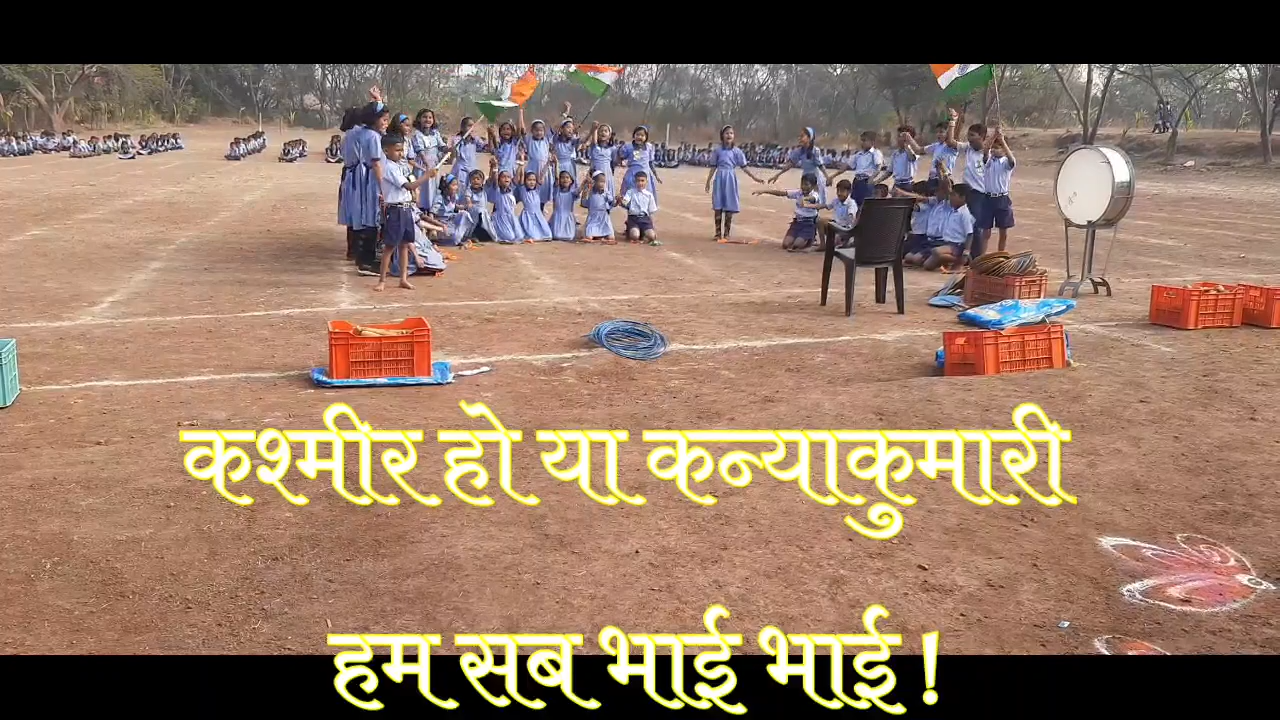 कश्मीर हो या कन्याकुमारी
हम सब भाई भाई !